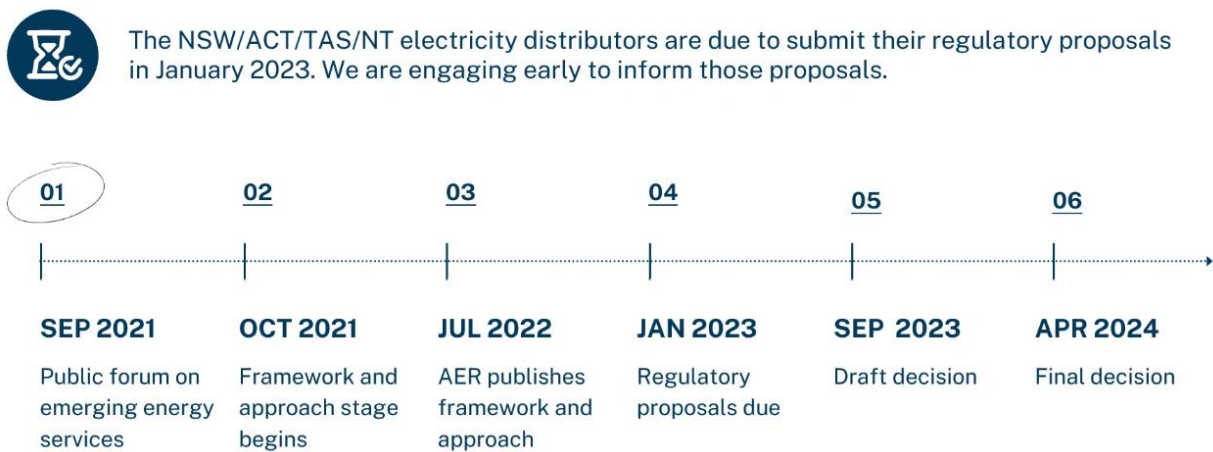 The NSW/ACT/TAS/NT electricity distributors are due to submit their regulatory proposals
in January 2023. We are engaging early to inform those proposals.
01
02
03
04
05
06
SEP 2021
OCT 2021
JUL 2022
JAN 2023
SEP 2023
APR 2024
Public forum on
emerging energy
services
Framework and
approach stage
begins
AER publishes
framework and
approach
Regulatory
proposals due
Draft decision
Final decision